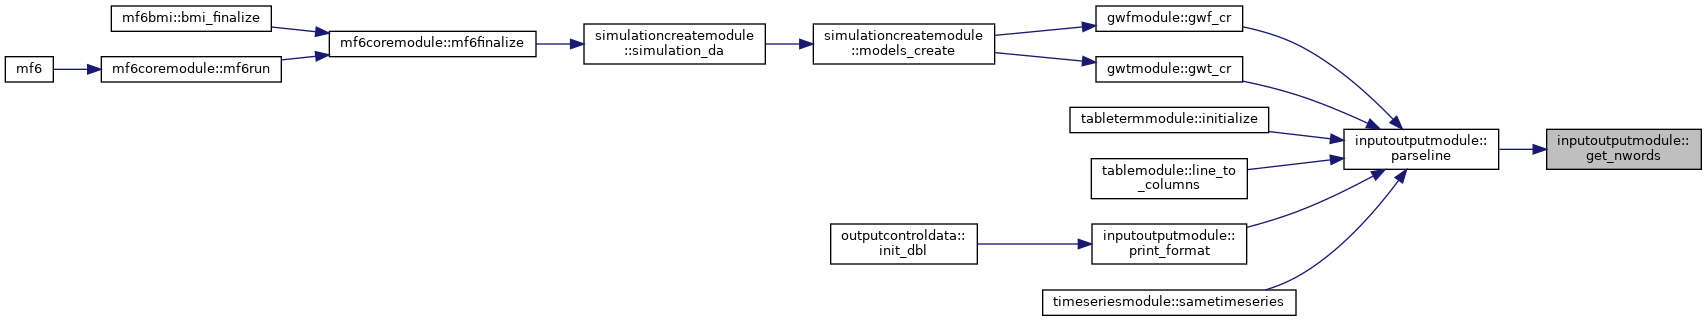 mf6bmi::bmi_finalize
mf6
mf6coremodule::mf6run
mf6coremodule::mf6finalize
simulationcreatemodule
::simulation_da
simulationcreatemodule
::models_create
gwfmodule::gwf_cr
gwtmodule::gwt_cr
tabletermmodule::initialize
tablemodule::line_to
_columns
outputcontroldata::
init_dbl
inputoutputmodule::
print_format
timeseriesmodule::sametimeseries
inputoutputmodule::
parseline
inputoutputmodule::
get_nwords